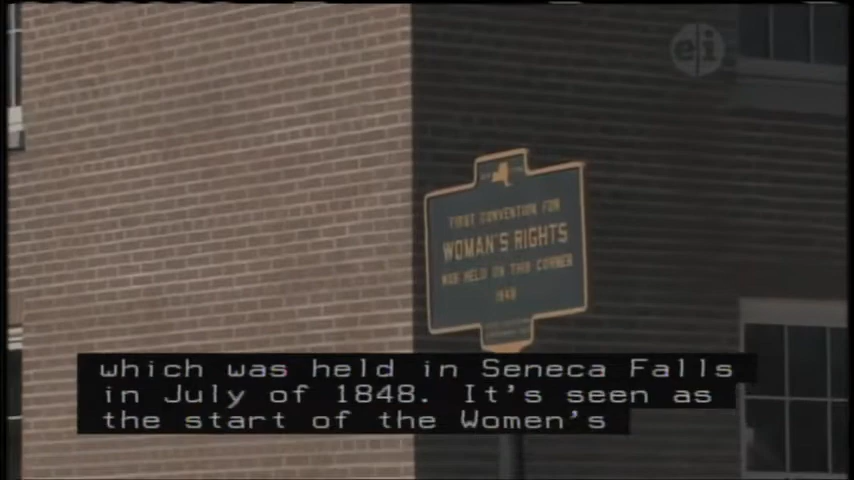 e i
FIRST CONVENTION FOR
WOMAN'S RIGHTS
WAS HELD ON THIS CORNER
1848
which was held in Seneca Falls
in July of 1848. It's seen as
the start of the Women's